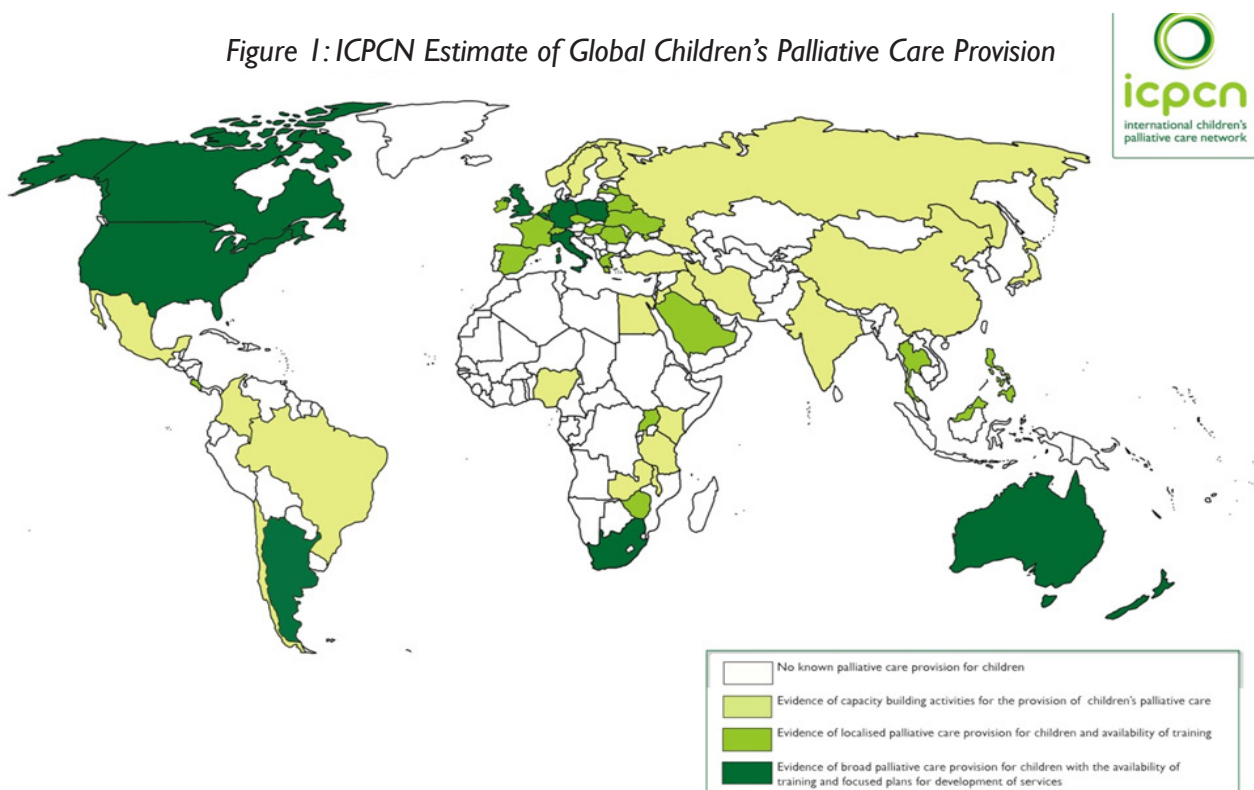 Figure 1: ICPCN Estimate of Global Children's Palliative Care Provision
icpcn
international children's
palliative care network
No known palliative care provision for children
Evidence of capacity building activities for the provision of children's palliative care
Evidence of localised palliative care provision for children and availability of training
Evidence of broad palliative care provision for children with the availability of
training and focused plans for development of services